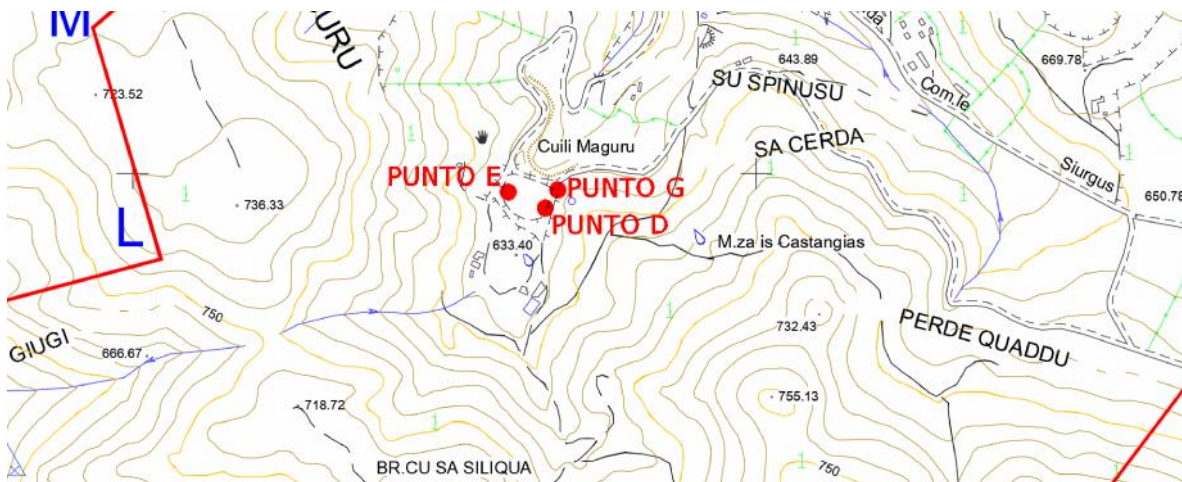 M
URU
643.89
669.78
723.52
SU SPINUSU
Com.le
1
Cuili Maguru
SA CERDA
Siurgus
PUNTO E
PUNTO G
736.33
650.78
L
PUNTO D
633.40
M.za is Castangias
750
732.43
PERDE QUADDU
GIUGI
666.67
718.72
755.13
BR.CU SA SILIQUA
750